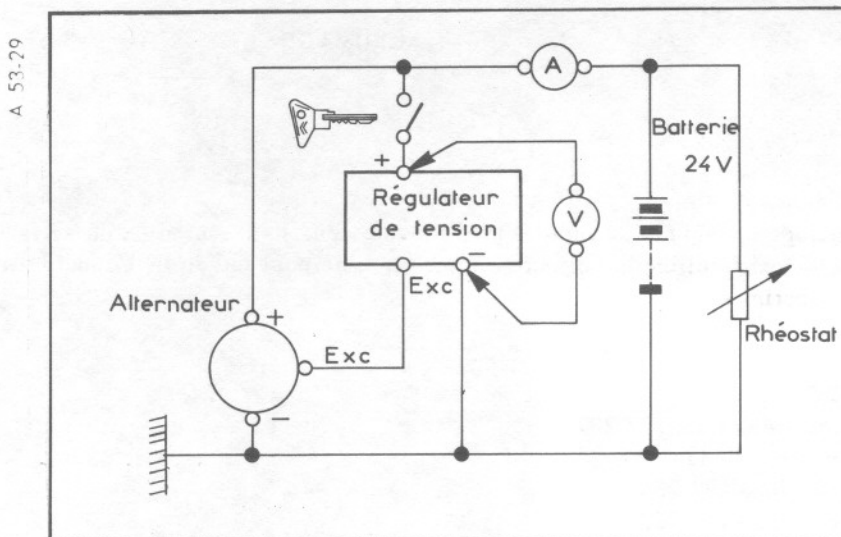 A 53-29
A
Batterie
24 V
+
Régulateur
de tension
V
−
Exc
Alternateur
+
Exc
Rhéostat
−